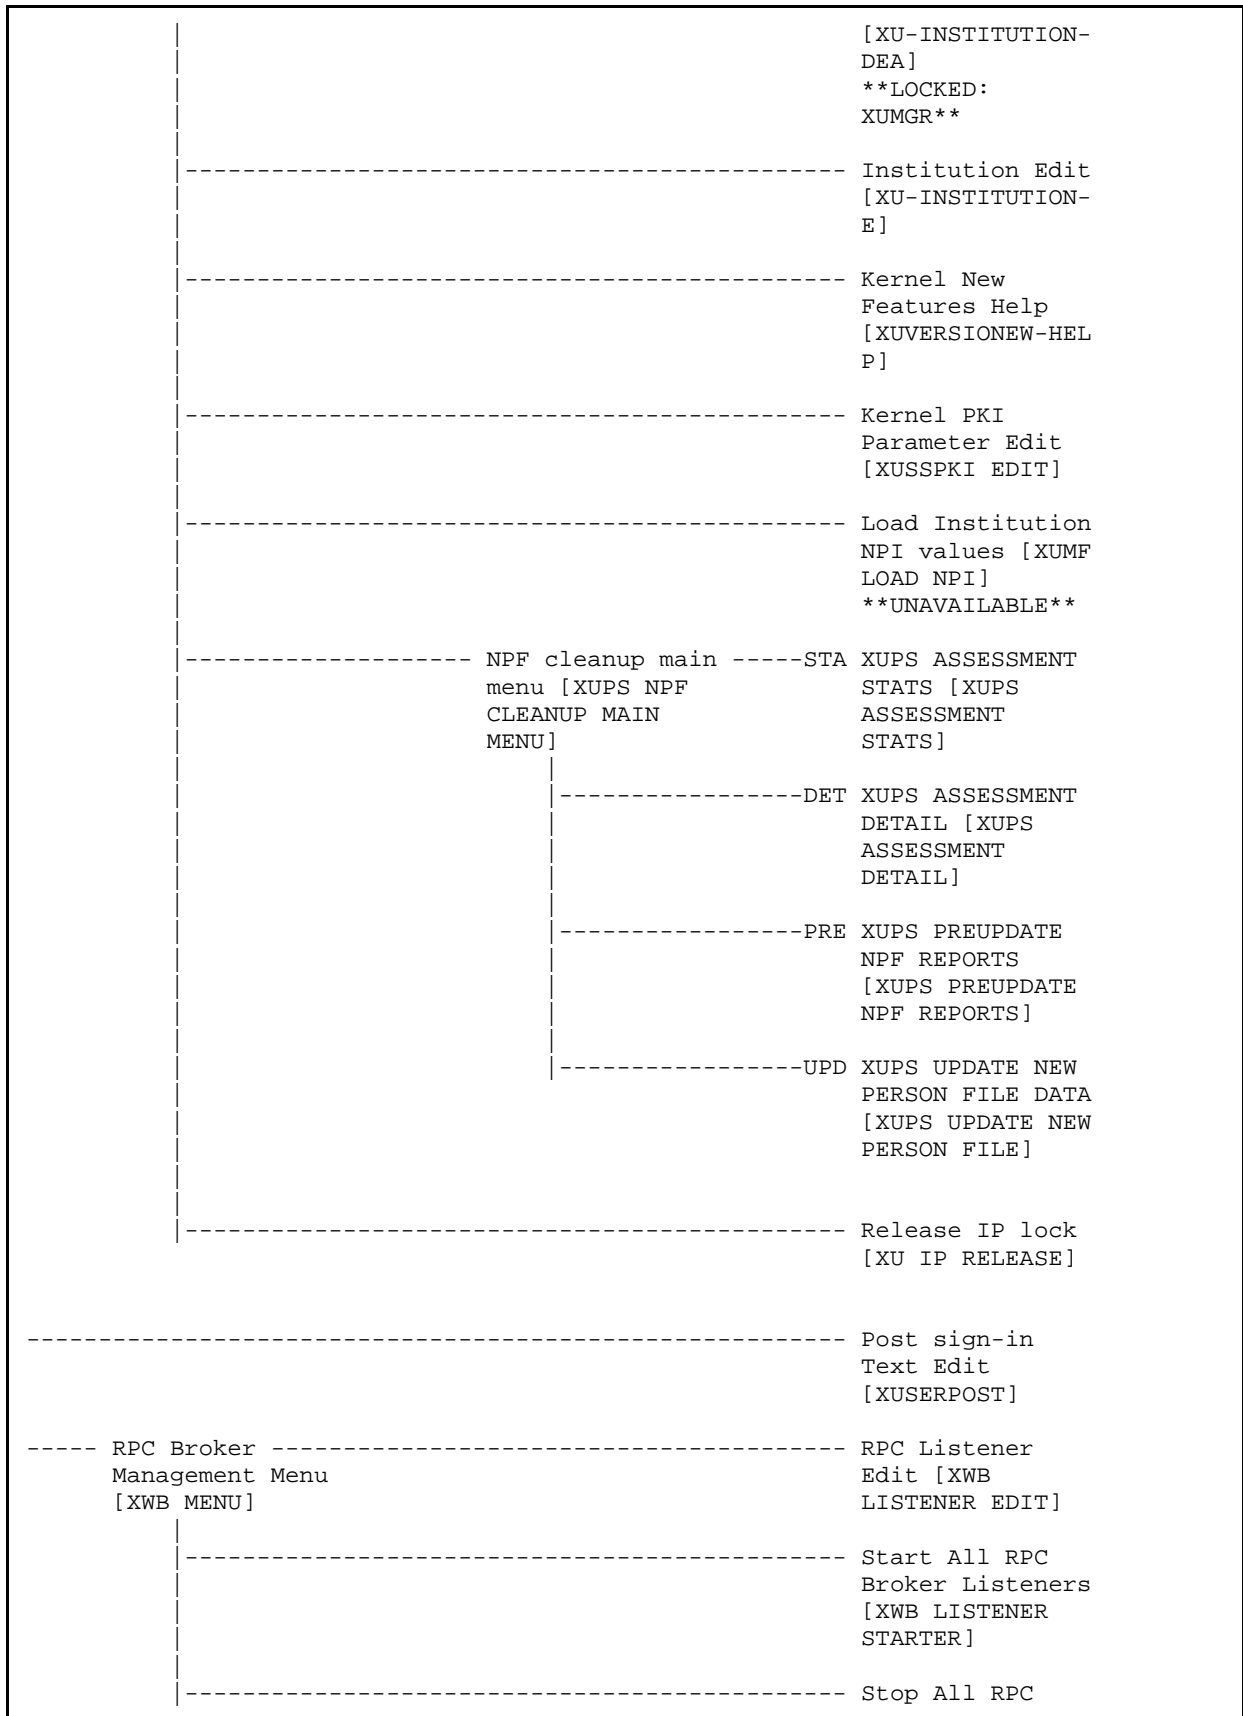 [XU-INSTITUTION-
DEA]
**LOCKED:
XUMGR**
|---------------------------------------------- Institution Edit
[XU-INSTITUTION-
E]
|---------------------------------------------- Kernel New
Features Help
[XUVERSIONEW-HEL
P]
|---------------------------------------------- Kernel PKI
Parameter Edit
[XUSSPKI EDIT]
|---------------------------------------------- Load Institution
NPI values [XUMF
LOAD NPI]
**UNAVAILABLE**
|-------------------- NPF cleanup main -----STA XUPS ASSESSMENT
menu [XUPS NPF STATS [XUPS
CLEANUP MAIN ASSESSMENT
MENU] STATS]
|-----------------DET XUPS ASSESSMENT
DETAIL [XUPS
ASSESSMENT
DETAIL]
|-----------------PRE XUPS PREUPDATE
NPF REPORTS
[XUPS PREUPDATE
NPF REPORTS]
|-----------------UPD XUPS UPDATE NEW
PERSON FILE DATA
[XUPS UPDATE NEW
PERSON FILE]
|---------------------------------------------- Release IP lock
[XU IP RELEASE]
--------------------------------------------------------- Post sign-in
Text Edit
[XUSERPOST]
----- RPC Broker ---------------------------------------- RPC Listener
Management Menu Edit [XWB
[XWB MENU] LISTENER EDIT]
|---------------------------------------------- Start All RPC
Broker Listeners
[XWB LISTENER
STARTER]
|---------------------------------------------- Stop All RPC